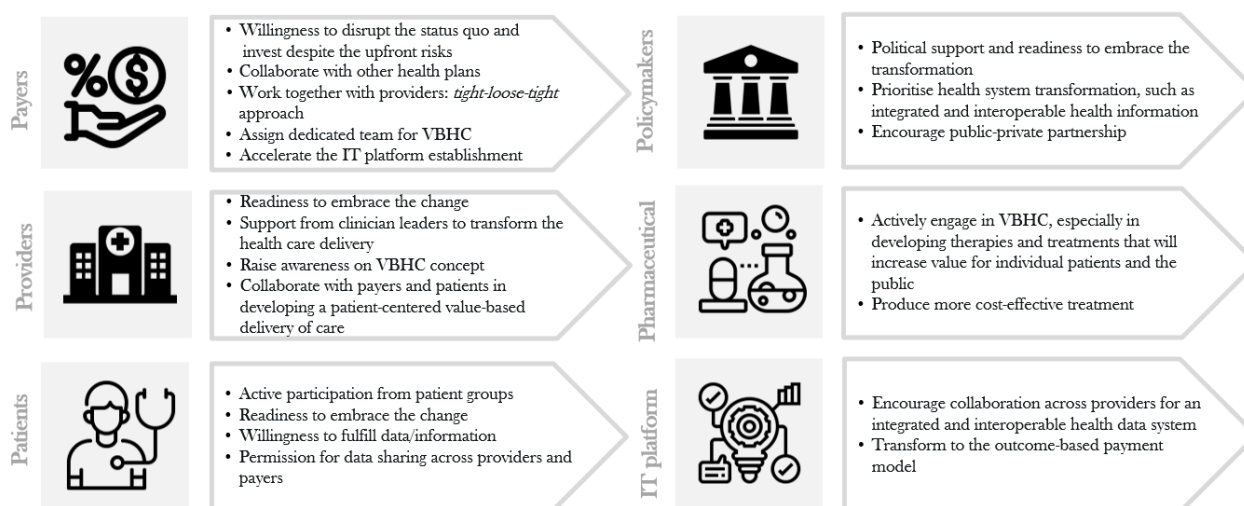 Payers
• Willingness to disrupt the status quo and
invest despite the upfront risks
• Collaborate with other health plans
• Work together with providers: tight-loose-tight
approach
• Assign dedicated team for VBHC
• Accelerate the IT platform establishment
Policymakers
• Political support and readiness to embrace the
transformation
• Prioritise health system transformation, such as
integrated and interoperable health information
• Encourage public-private partnership
Providers
• Readiness to embrace the change
• Support from clinician leaders to transform the
health care delivery
• Raise awareness on VBHC concept
• Collaborate with payers and patients in
developing a patient-centered value-based
delivery of care
Pharmaceutical
• Actively engage in VBHC, especially in
developing therapies and treatments that will
increase value for individual patients and the
public
• Produce more cost-effective treatment
Patients
• Active participation from patient groups
• Readiness to embrace the change
• Willingness to fulfill data/information
• Permission for data sharing across providers and
payers
IT platform
• Encourage collaboration across providers for an
integrated and interoperable health data system
• Transform to the outcome-based payment
model